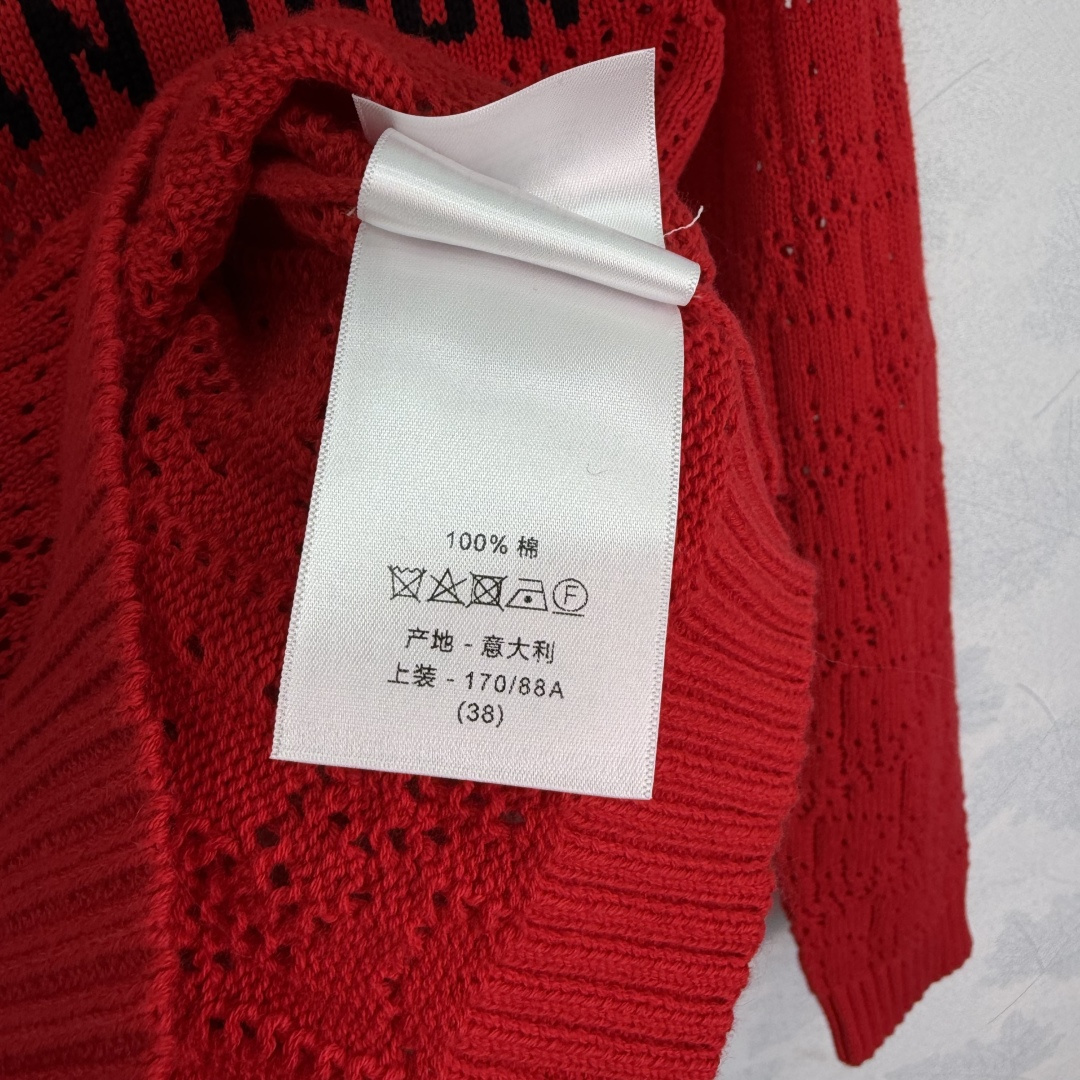 100% 棉
F
产地 - 意大利
上装 - 170/88A
(38)